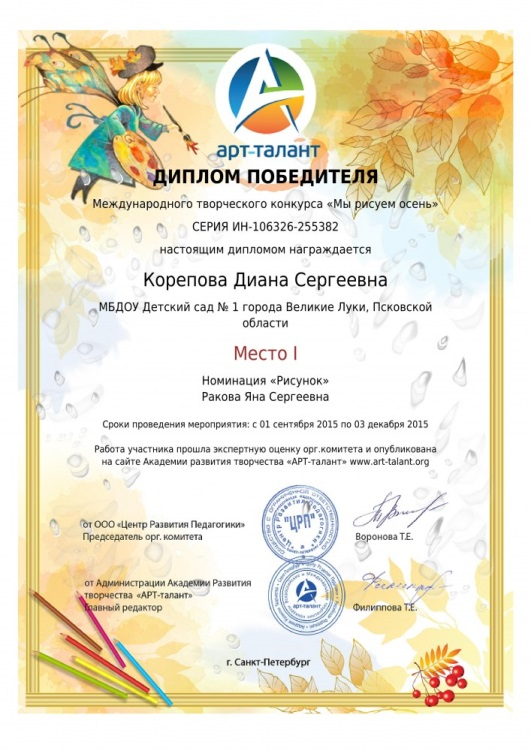 арт-талант
ДИПЛОМ ПОБЕДИТЕЛЯ
Международного творческого конкурса «Мы рисуем осень»
СЕРИЯ ИН-106326-255382
настоящим дипломом награждается
Корепова Диана Сергеевна
МБДОУ Детский сад № 1 города Великие Луки, Псковской
области
Место I
Номинация «Рисунок»
Ракова Яна Сергеевна
Сроки проведения мероприятия: с 01 сентября 2015 по 03 декабря 2015
Работа участника прошла экспертную оценку орг.комитета и опубликована
на сайте Академии развития творчества «АРТ-талант» www.art-talant.org
от ООО «Центр Развития Педагогики»
Председатель орг. комитета
"ЦРП"
Воронова Т.Е.
от Администрации Академии Развития
творчества «АРТ-талант»
Главный редактор
арт-талант
Филиппова Т.Е.
г. Санкт-Петербург